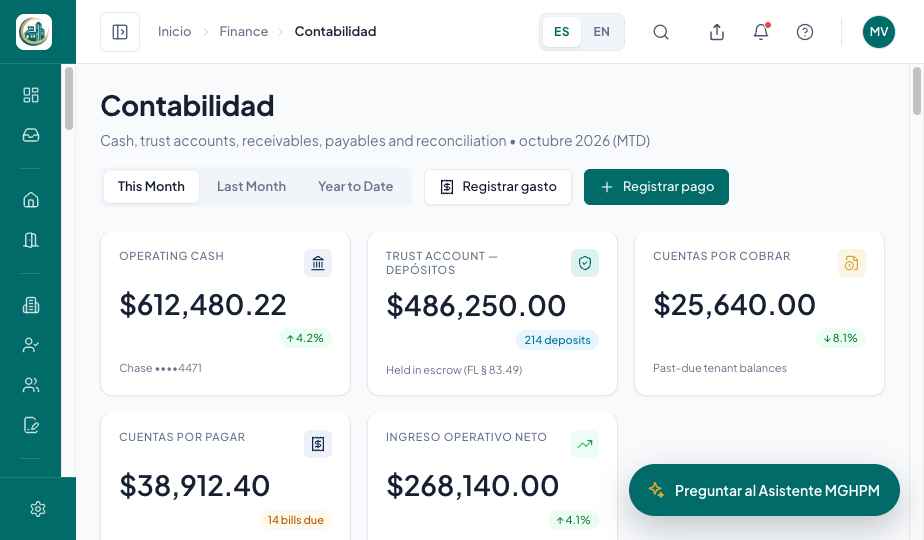 Inicio
Finance
Contabilidad
ES
EN
MV
Contabilidad
Cash, trust accounts, receivables, payables and reconciliation • octubre 2026 (MTD)
This Month
Last Month
Year to Date
Registrar gasto
Registrar pago
OPERATING CASH
$612,480.22
↑ 4.2%
Chase ••••4471
TRUST ACCOUNT —
DEPÓSITOS
$486,250.00
214 deposits
Held in escrow (FL § 83.49)
CUENTAS POR COBRAR
$25,640.00
↓ 8.1%
Past-due tenant balances
CUENTAS POR PAGAR
$38,912.40
14 bills due
INGRESO OPERATIVO NETO
$268,140.00
↑ 4.1%
Preguntar al Asistente MGHPM